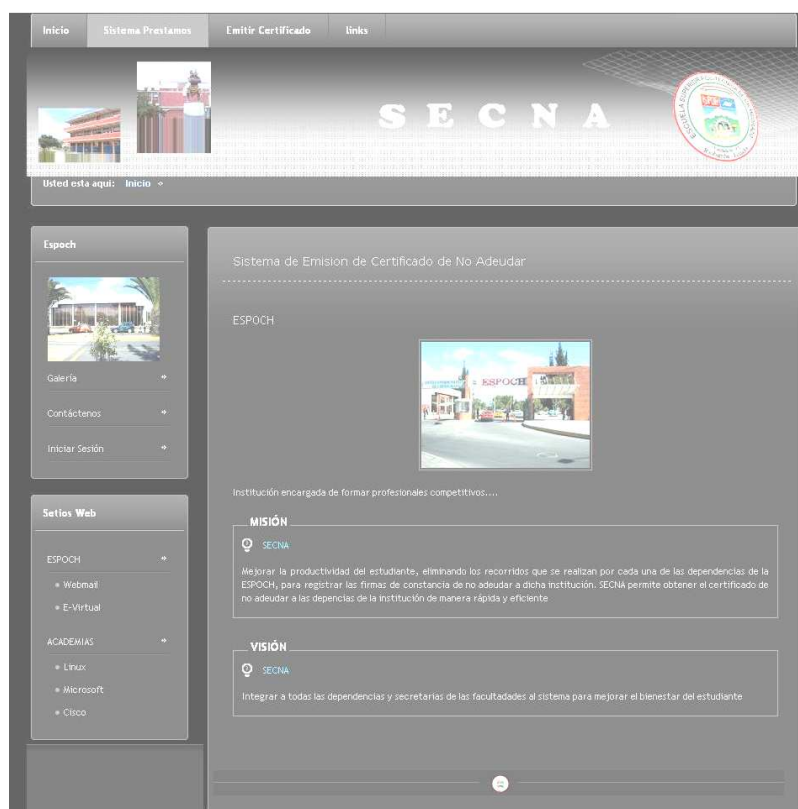 Inicio Sistema Prestamos Emitir Certificado links
S E C N A
Usted esta aqui: Inicio
Espoch
Galería
Contáctenos
Iniciar Sesión
Setios Web
ESPOCH
Webmail
E-Virtual
ACADEMIAS
Linux
Microsoft
Cisco
Sistema de Emision de Certificado de No Adeudar
ESPOCH
ESPOCH
Institución encargada de formar profesionales competitivos....
MISIÓN
SECNA
Mejorar la productividad del estudiante, eliminando los recorridos que se realizan por cada una de las dependencias de la
ESPOCH, para registrar las firmas de constancia de no adeudar a dicha institución. SECNA permite obtener el certificado de
no adeudar a las depencias de la institución de manera rápida y eficiente
VISIÓN
SECNA
Integrar a todas las dependencias y secretarias de las facultadades al sistema para mejorar el bienestar del estudiante